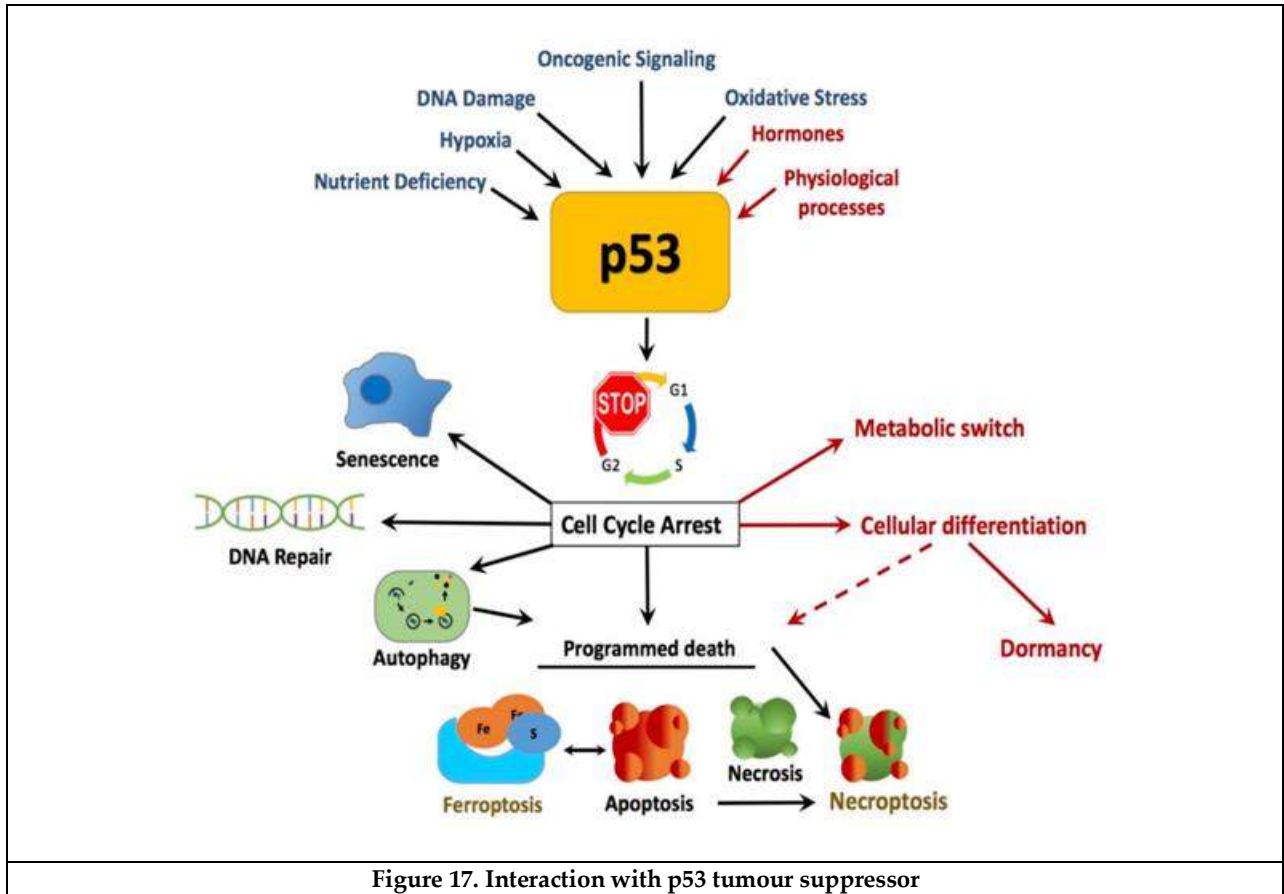 Oncogenic Signaling
DNA Damage
Oxidative Stress
Hypoxia
Hormones
Nutrient Deficiency
Physiological
processes
p53
STOP
G1
G2
S
Senescence
Metabolic switch
Cell Cycle Arrest
Cellular differentiation
DNA Repair
Autophagy
Programmed death
Dormancy
Fe
Fe
S
Necrosis
Ferroptosis
Apoptosis
Necroptosis
Figure 17. Interaction with p53 tumour suppressor